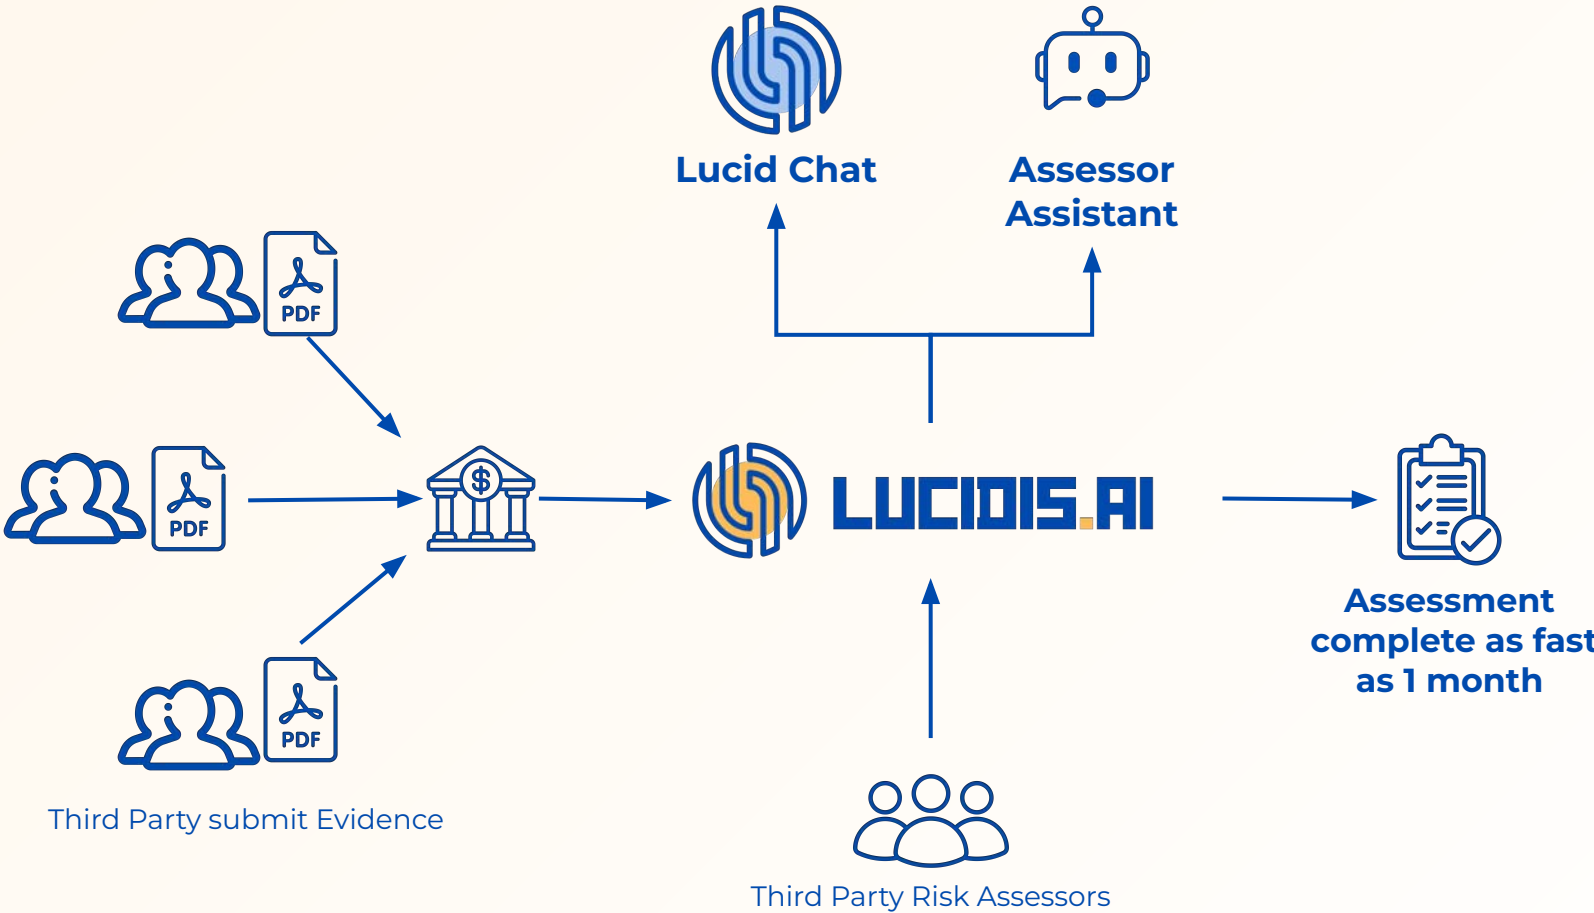 Lucid Chat
Assessor
Assistant
PDF
PDF
$
LUCIDIS.AI
Assessment
complete as fast
as 1 month
PDF
Third Party submit Evidence
Third Party Risk Assessors